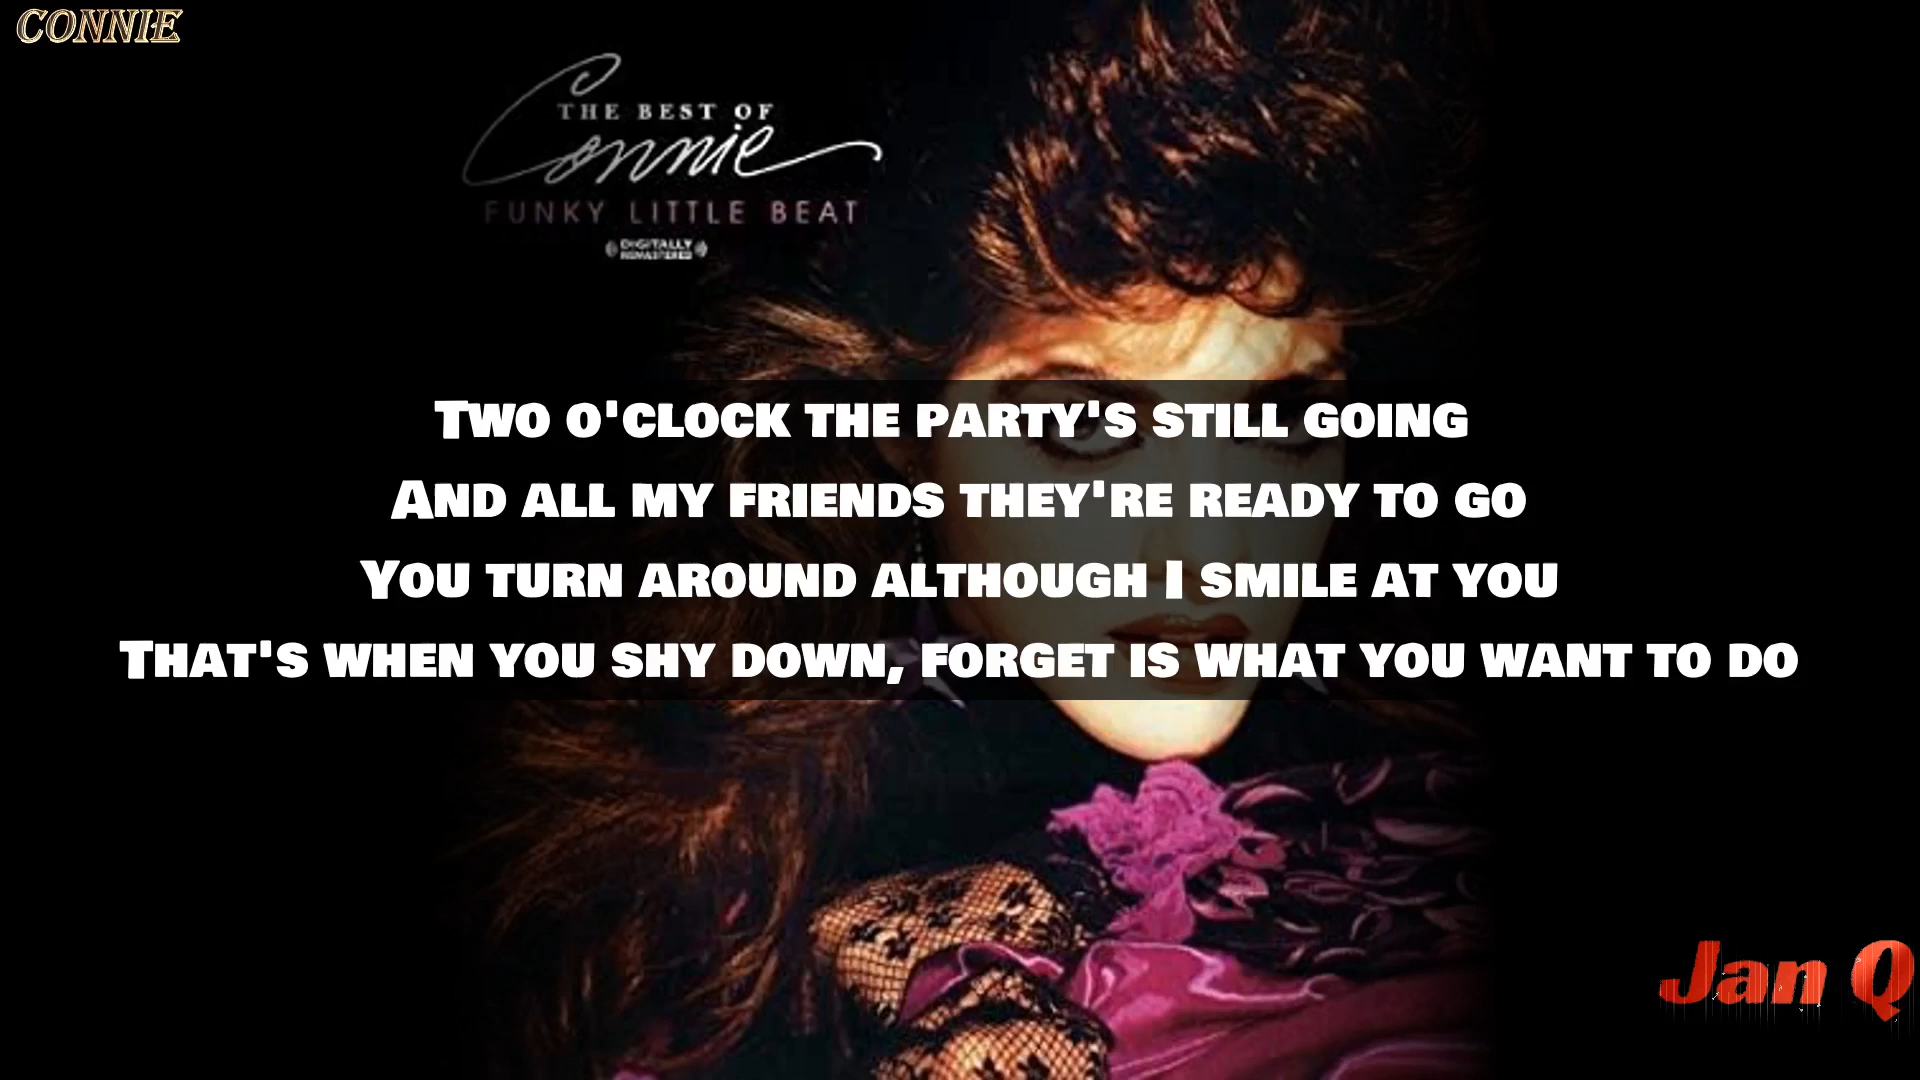 CONNIE
THE BEST OF
Connie
FUNKY LITTLE BEAT
DIGITALLY
REMASTERED
Two o'clock the party's still going
And all my friends they're ready to go
You turn around although I smile at you
That's when you shy down, forget is what you want to do
Jan Q